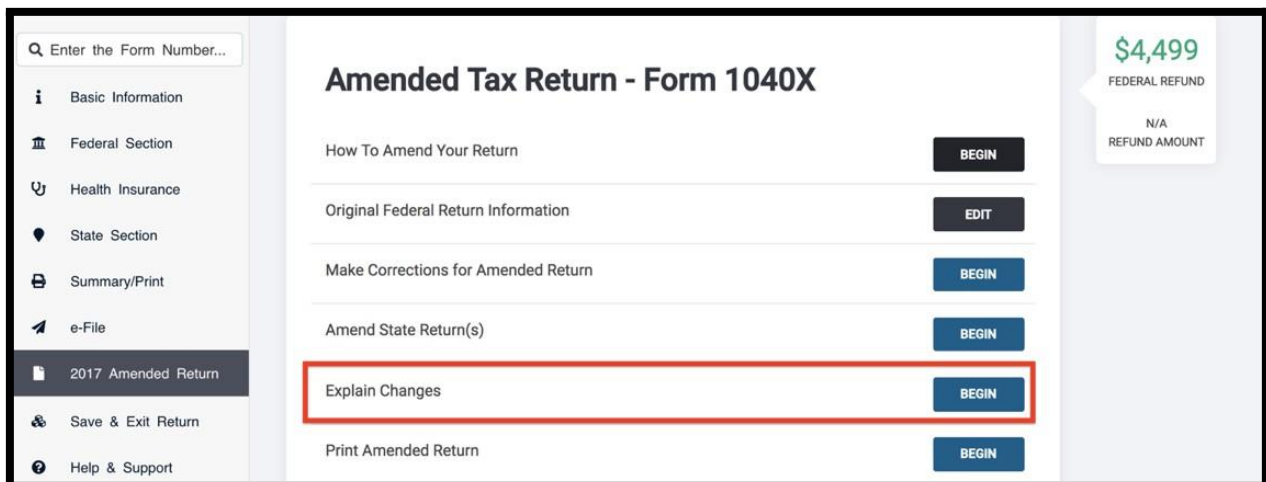 Enter the Form Number...
Basic Information
Federal Section
Health Insurance
State Section
Summary/Print
e-File
2017 Amended Return
Save & Exit Return
Help & Support
Amended Tax Return - Form 1040X
How To Amend Your Return
BEGIN
Original Federal Return Information
EDIT
Make Corrections for Amended Return
BEGIN
Amend State Return(s)
BEGIN
Explain Changes
BEGIN
Print Amended Return
BEGIN
$4,499
FEDERAL REFUND
N/A
REFUND AMOUNT